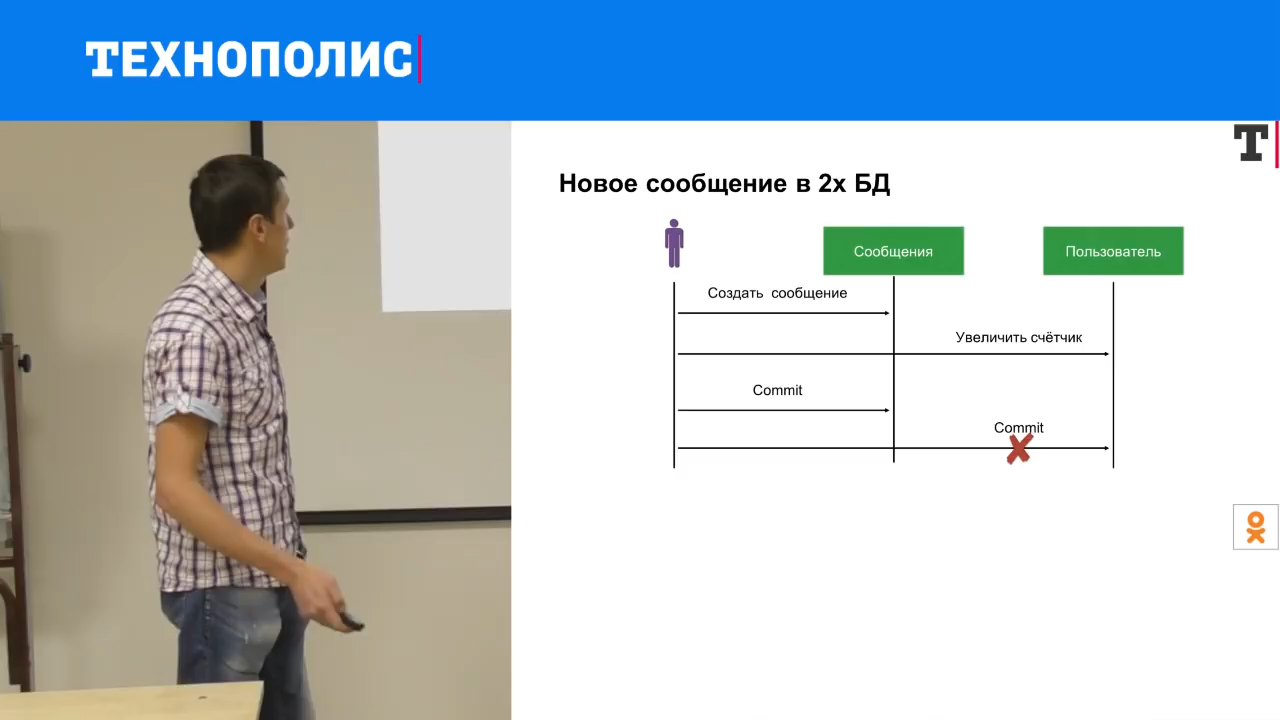 ТЕХНОПОЛИС
Т
Новое сообщение в 2х БД
Сообщения
Пользователь
Создать сообщение
Увеличить счётчик
Commit
Commit